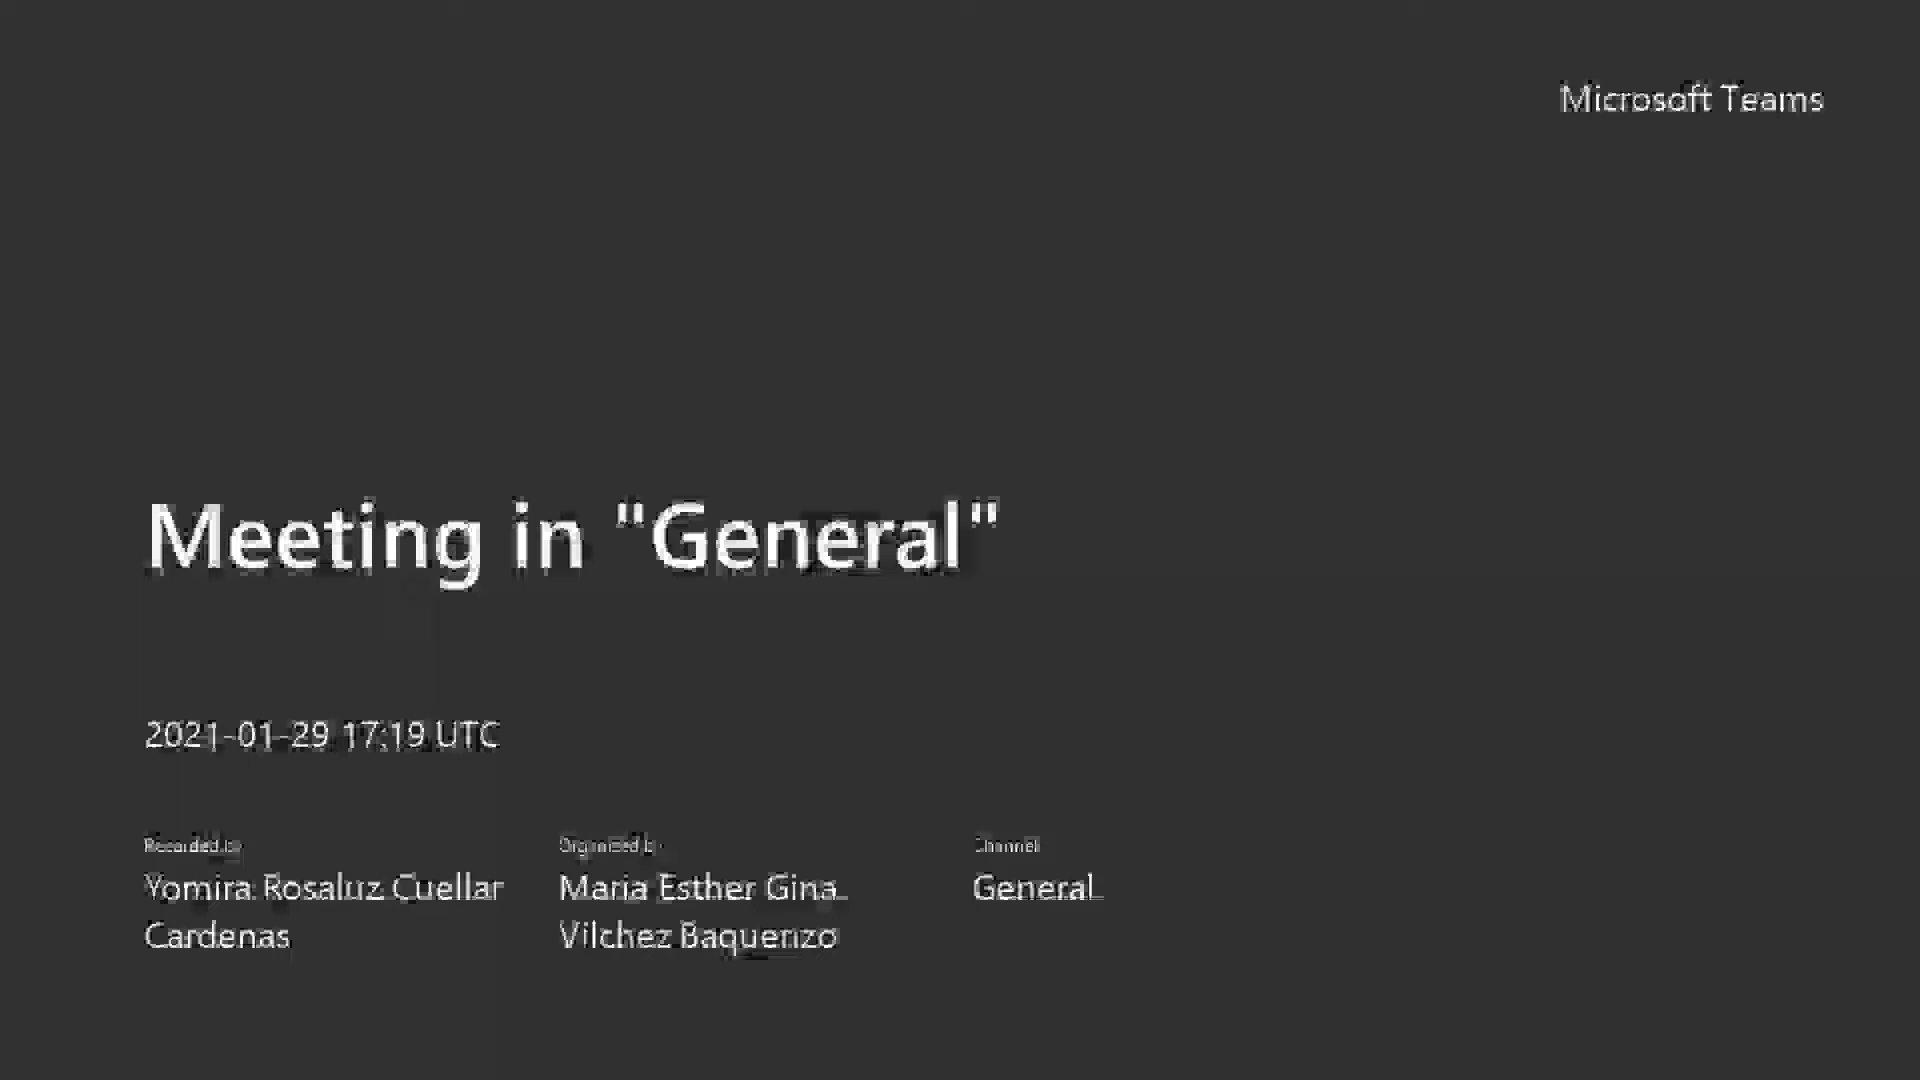 Microsoft Teams
Meeting in "General"
2021-01-29 17:19 UTC
Recorded by
Organized by
Channel
Yomira Rosaluz Cuellar
Cardenas
Maria Esther Gina
Vilchez Baquerizo
General